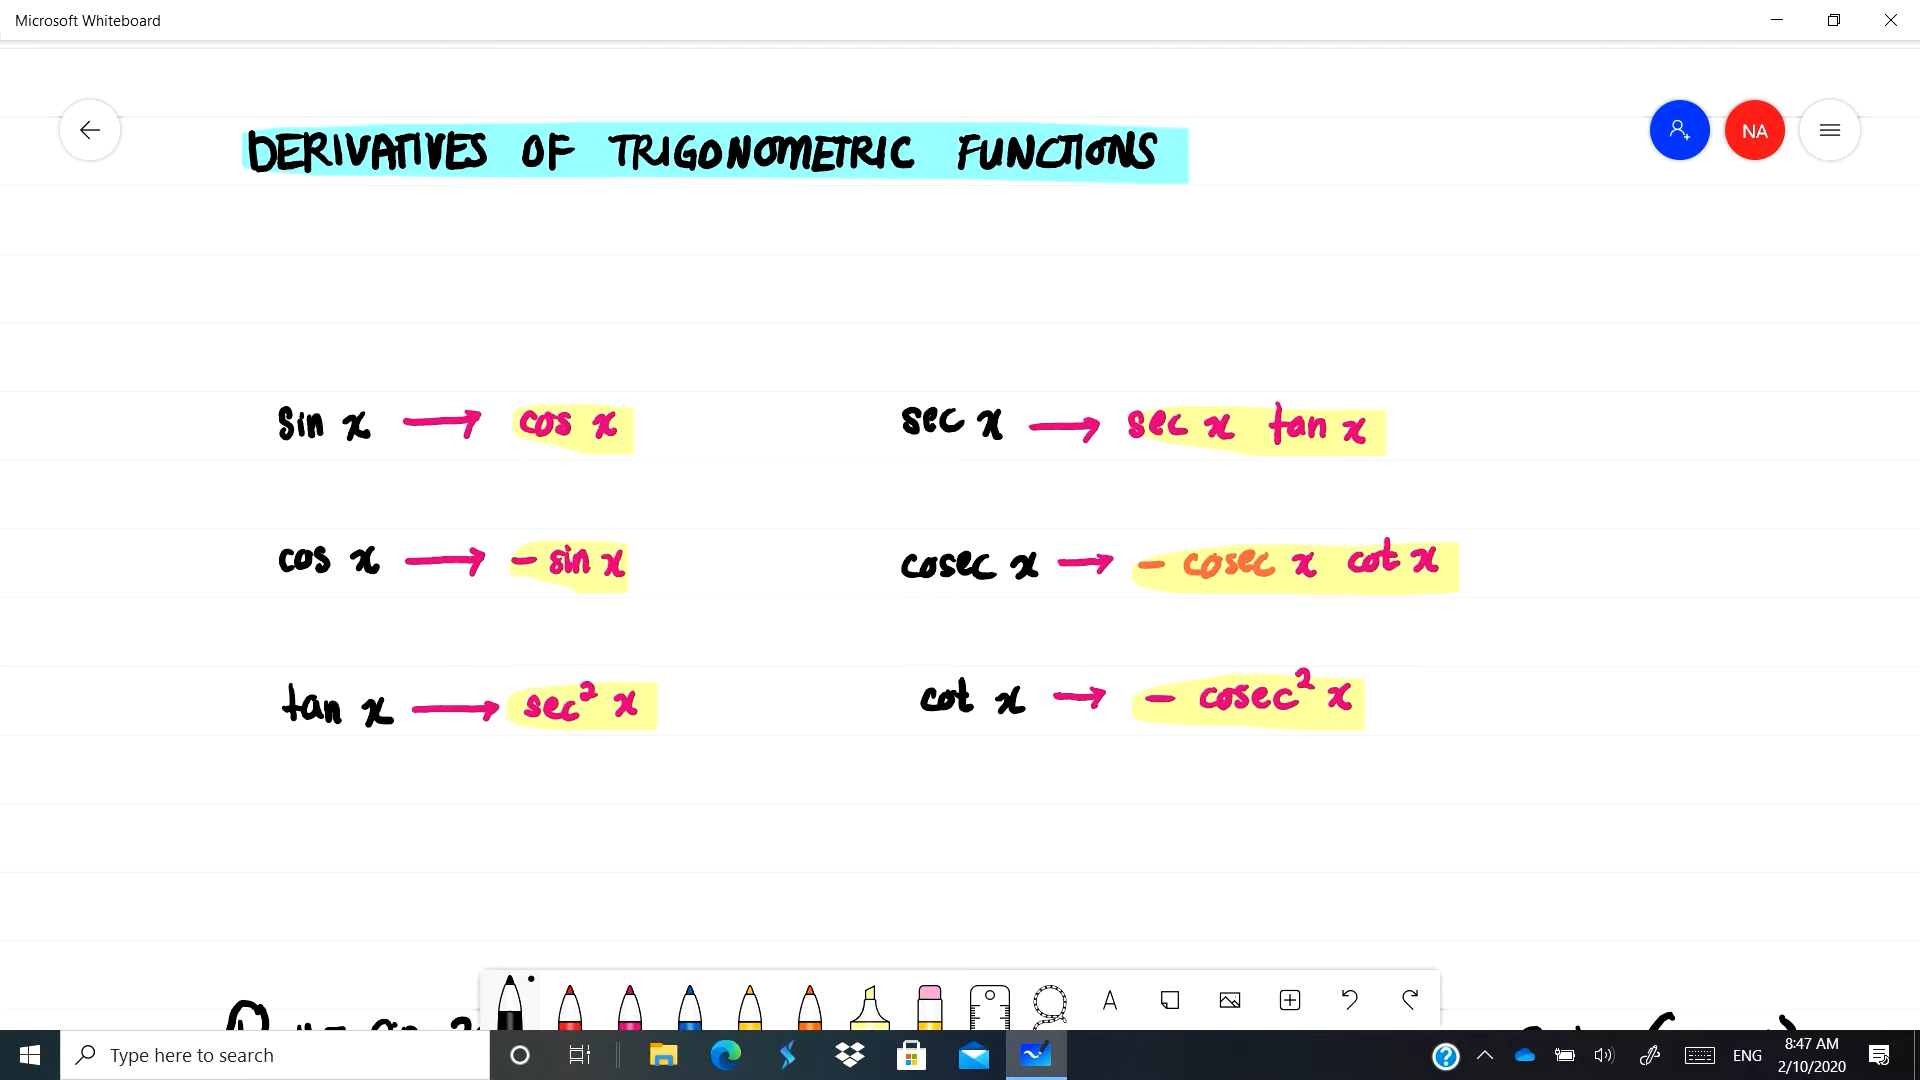 Microsoft Whiteboard
DERIVATIVES OF TRIGONOMETRIC FUNCTIONS
NA
sin x → cos x
sec x → sec x tan x
cos x → - sin x
cosec x → - cosec x cot x
tan x → sec² x
cot x → - cosec² x
A
Type here to search
ENG
8:47 AM
2/10/2020